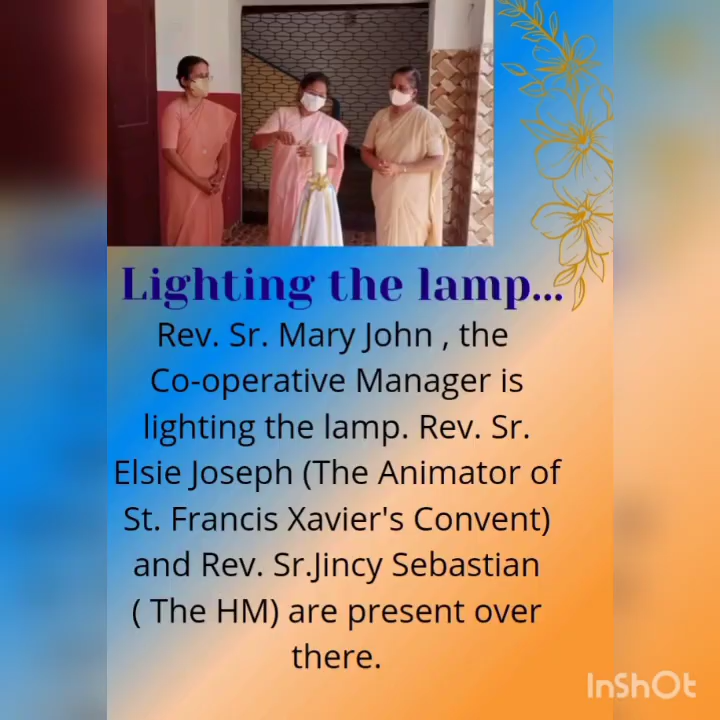 Lighting the lamp...
Rev. Sr. Mary John , the
Co-operative Manager is
lighting the lamp. Rev. Sr.
Elsie Joseph (The Animator of
St. Francis Xavier's Convent)
and Rev. Sr.Jincy Sebastian
( The HM) are present over
there.
InShOt